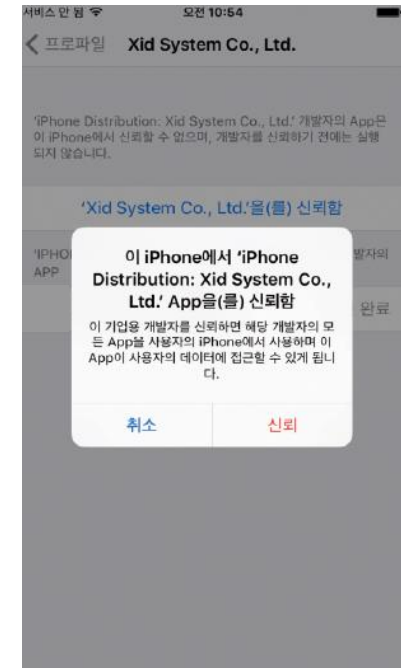 서비스 안 됨
오전 10:54
프로파일
Xid System Co., Ltd.
'iPhone Distribution: Xid System Co., Ltd.' 개발자의 App은
이 iPhone에서 신뢰할 수 없으며, 개발자를 신뢰하기 전에는 실행
되지 않습니다.
'Xid System Co., Ltd.'을(를) 신뢰함
'IPHO
발자의
APP
완료
이 iPhone에서 'iPhone
Distribution: Xid System Co.,
Ltd.' App을(를) 신뢰함
이 기업용 개발자를 신뢰하면 해당 개발자의 모
든 App을 사용자의 iPhone에서 사용하며 이
App이 사용자의 데이터에 접근할 수 있게 됩니
다.
취소
신뢰